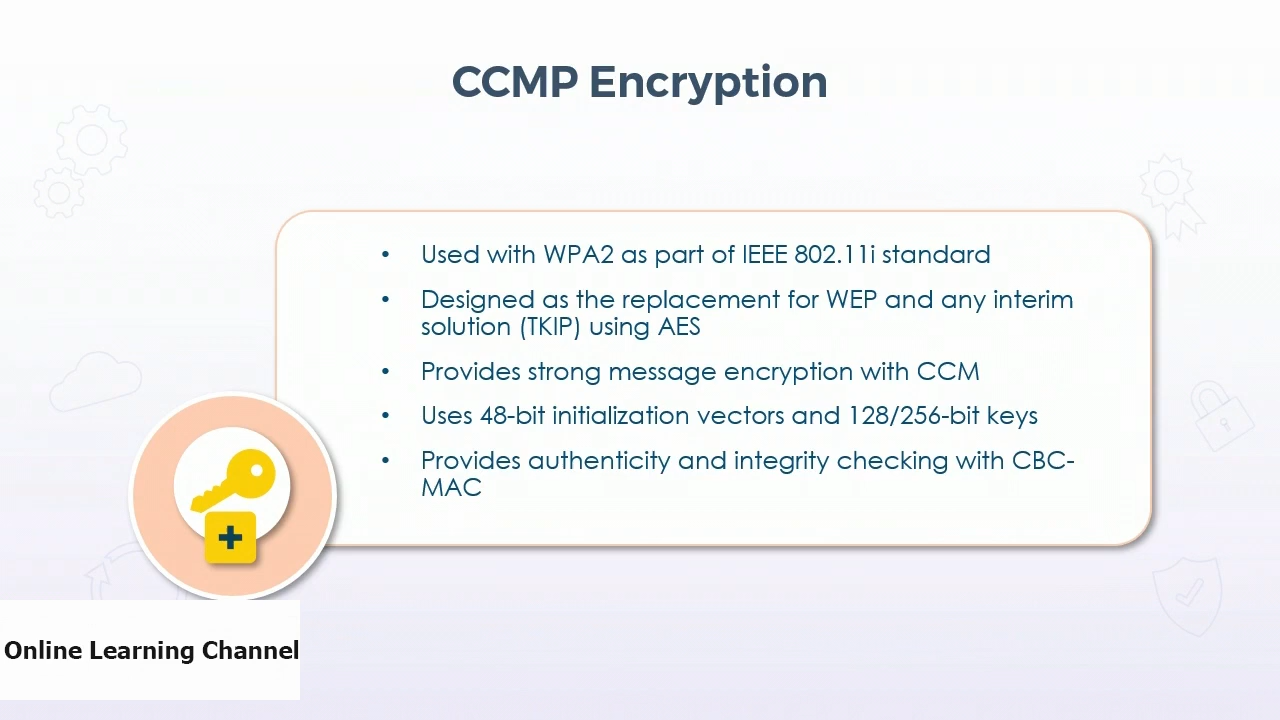 CCMP Encryption
• Used with WPA2 as part of IEEE 802.11i standard
• Designed as the replacement for WEP and any interim
solution (TKIP) using AES
• Provides strong message encryption with CCM
• Uses 48-bit initialization vectors and 128/256-bit keys
• Provides authenticity and integrity checking with CBC-
MAC
Online Learning Channel